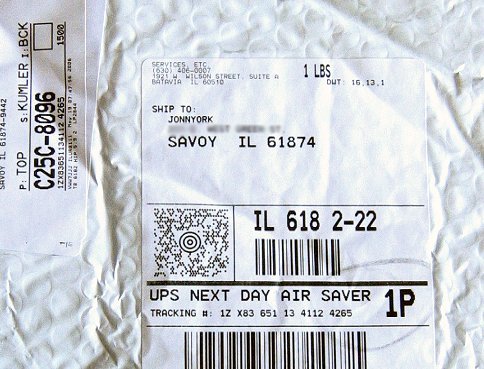 SERVICES, ETC
(630) 406-0007
1921 W. WILSON STREET, SUITE A
BATAVIA IL 60510
1 LBS
DWT: 16,13,1
SHIP TO:
JONNYORK
SAVOY IL 61874
IL 618 2-22
UPS NEXT DAY AIR SAVER 1P
TRACKING #: 1Z X83 651 13 4112 4265
SAVOY IL 61874-9442
P: TOP S: KUMLER I: BCK
C25C-8096
1500
1ZX83651134112 4265